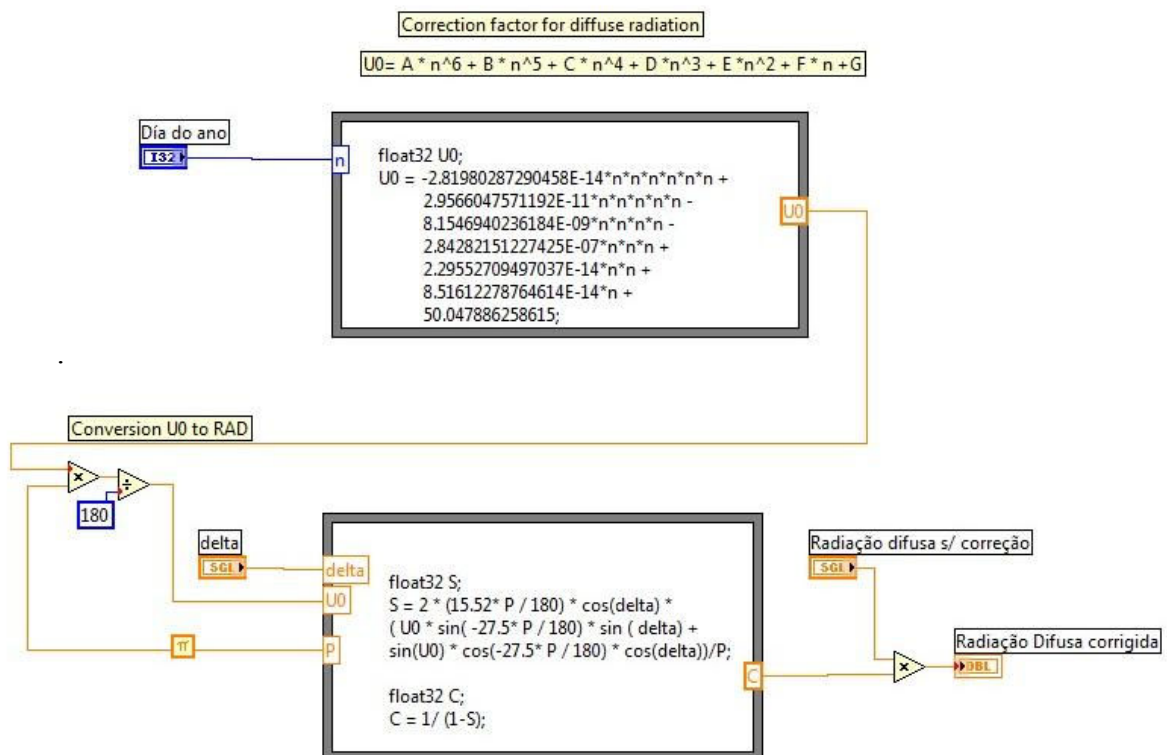 Correction factor for diffuse radiation
U0= A * n^6 + B * n^5 + C * n^4 + D *n^3 + E *n^2 + F * n +G
Día do ano
I32
n
float32 U0;
U0 = -2.81980287290458E-14*n*n*n*n*n*n +
2.9566047571192E-11*n*n*n*n*n -
8.1546940236184E-09*n*n*n*n -
2.84282151227425E-07*n*n*n +
2.29552709497037E-14*n*n +
8.51612278764614E-14*n +
50.047886258615;
U0
.
Conversion U0 to RAD
×
÷
180
delta
SGL
delta
U0
π
P
float32 S;
S = 2 * (15.52* P / 180) * cos(delta) *
( U0 * sin( -27.5* P / 180) * sin ( delta) +
sin(U0) * cos(-27.5* P / 180) * cos(delta))/P;
float32 C;
C = 1/ (1-S);
C
Radiação difusa s/ correção
SGL
×
Radiação Difusa corrigida
DBL